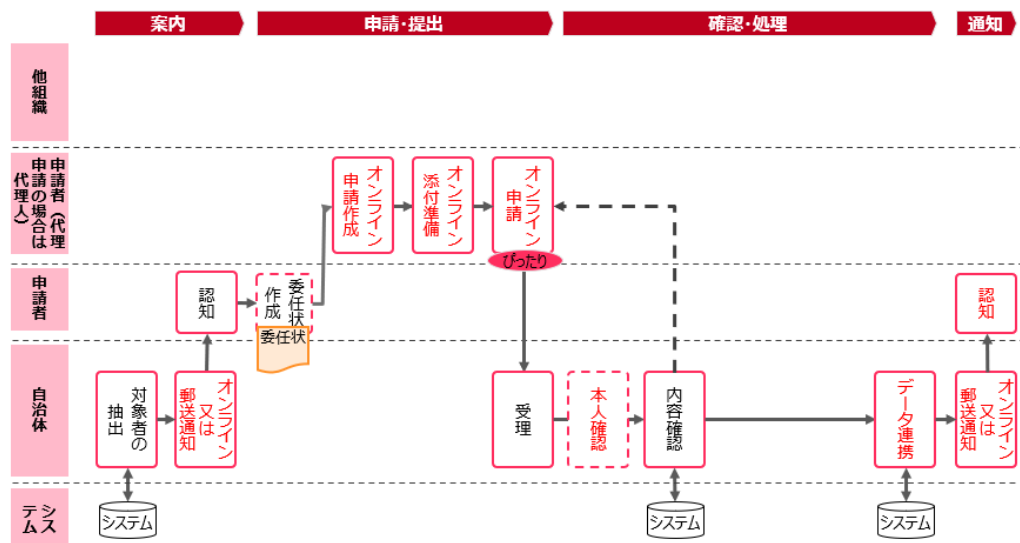 案内
申請・提出
確認・処理
通知
他組織
申請者（代理
申請の場合は
代理人）
オンライン
申請作成
オンライン
添付準備
オンライン
申請
ぴったり
申請者
認知
委任状
作成
委任状
認知
自治体
対象者の
抽出
オンライン
又は
郵送通知
受理
本人確認
内容確認
データ連携
オンライン
又は
郵送通知
シス
テム
システム
システム
システム